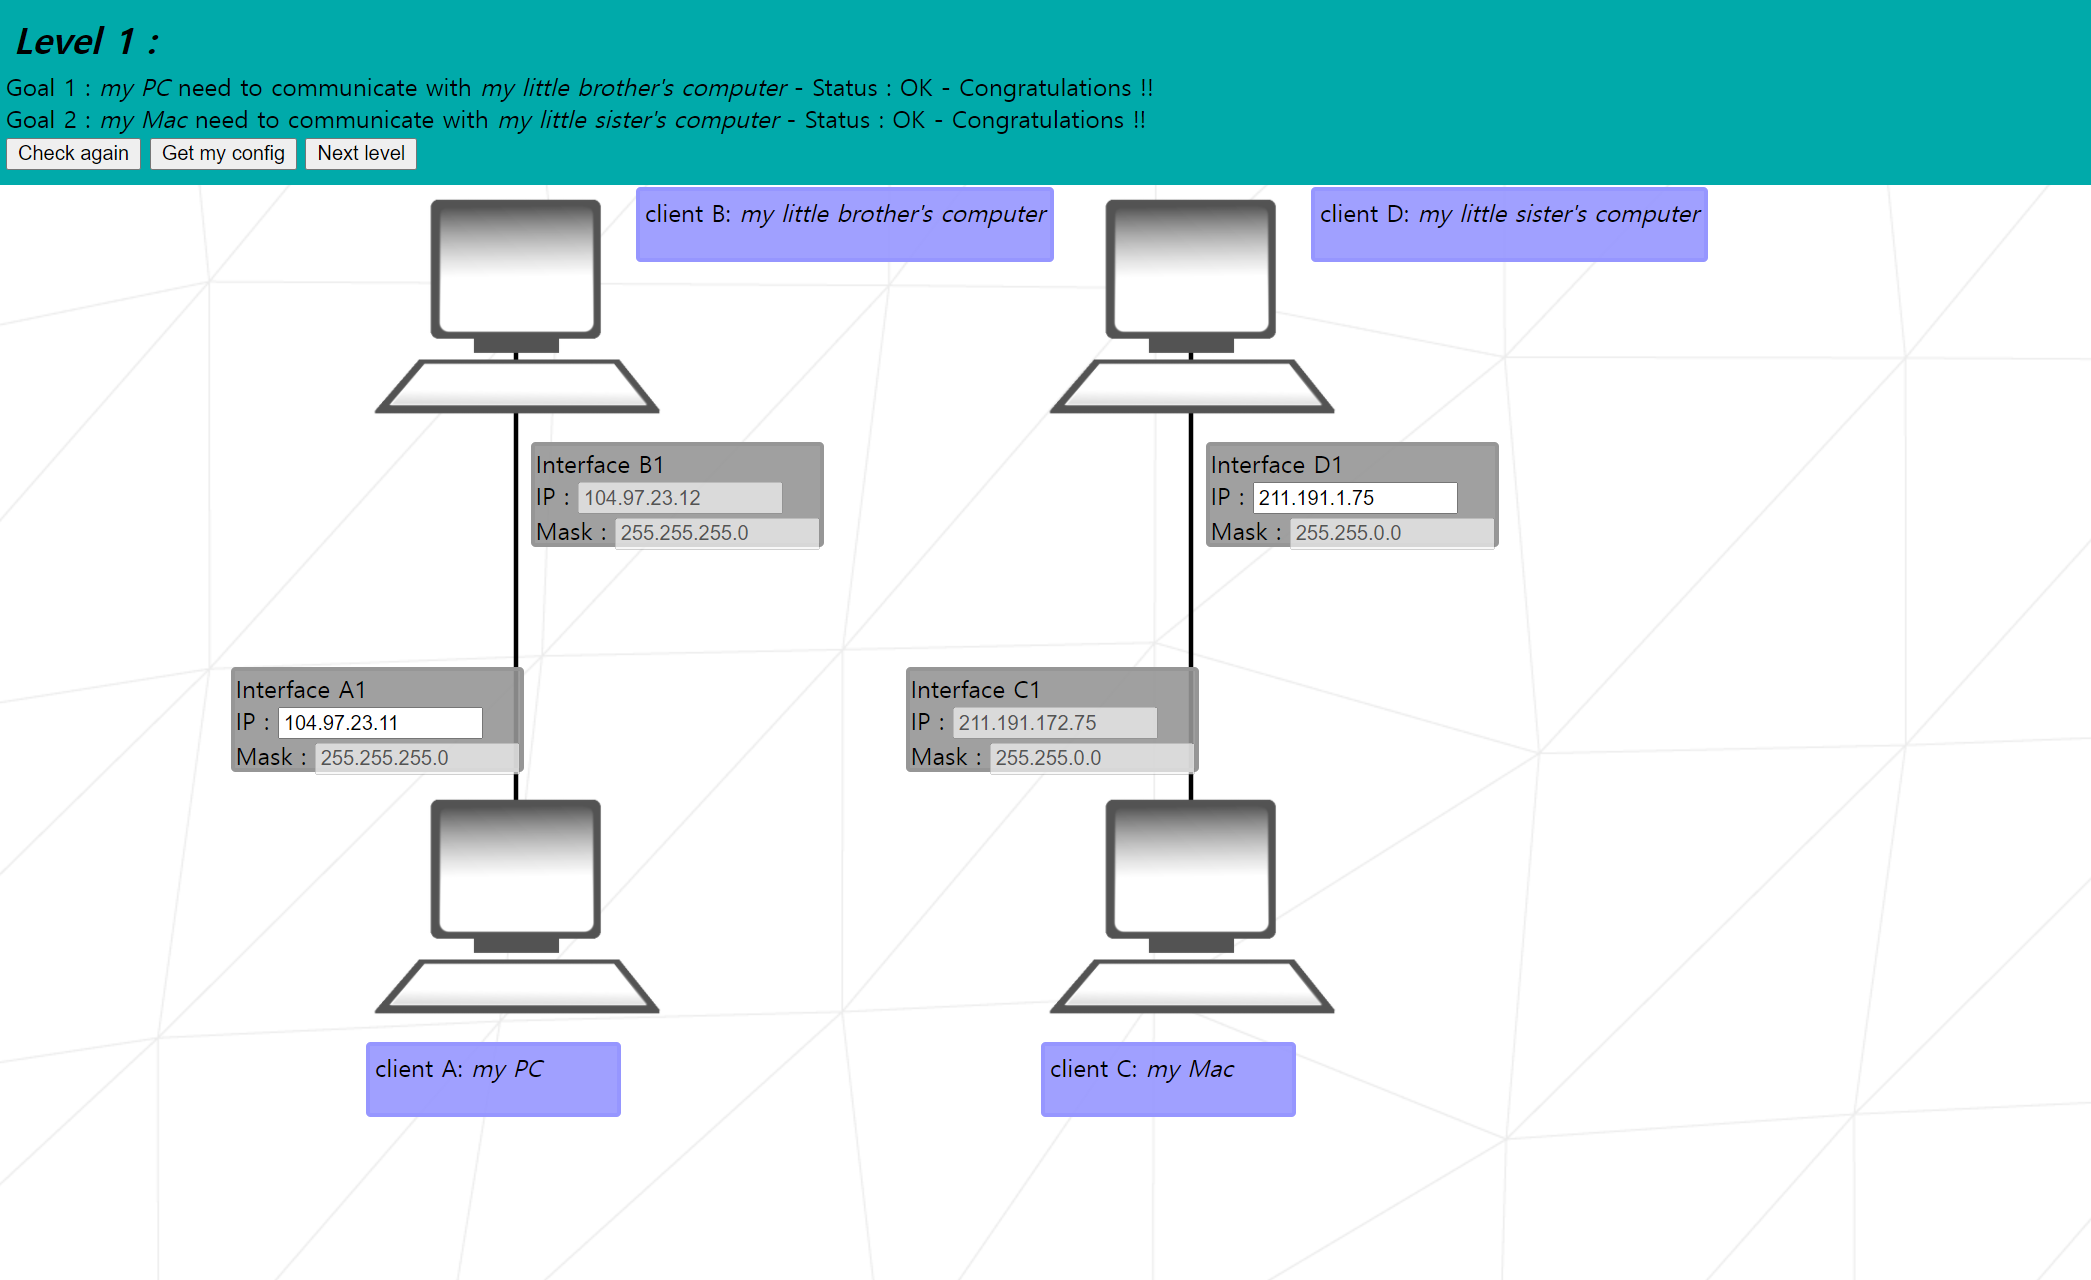 Level 1 :
Goal 1 : my PC need to communicate with my little brother's computer - Status : OK - Congratulations !!
Goal 2 : my Mac need to communicate with my little sister's computer - Status : OK - Congratulations !!
Check again Get my config Next level
client B: my little brother's computer
client D: my little sister's computer
Interface B1
IP : 104.97.23.12
Mask : 255.255.255.0
Interface D1
IP : 211.191.1.75
Mask : 255.255.0.0
Interface A1
IP : 104.97.23.11
Mask : 255.255.255.0
Interface C1
IP : 211.191.172.75
Mask : 255.255.0.0
client A: my PC
client C: my Mac